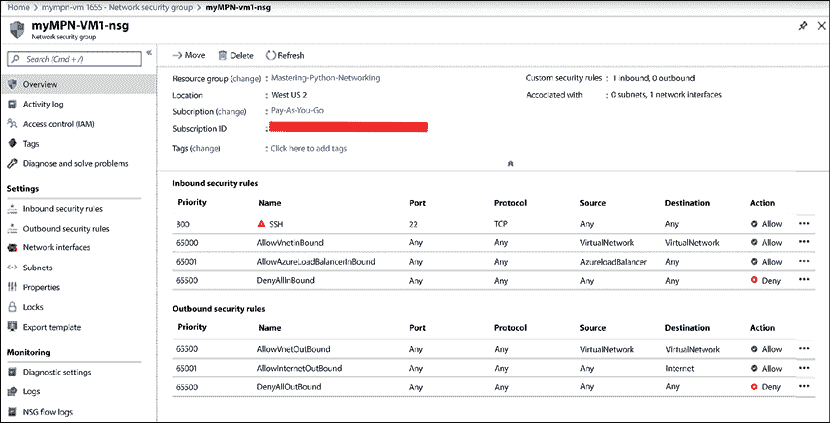 Home > mympn-vm 1655 - Network security group > myMPN-VM1-nsg
myMPN-VM1-nsg
Network security group
Search (Cmd + /)
Overview
Activity log
Access control (IAM)
Tags
Diagnose and solve problems
Settings
Inbound security rules
Outbound security rules
Network interfaces
Subnets
Properties
Locks
Export template
Monitoring
Diagnostic settings
Logs
NSG flow logs
Move Delete Refresh
Resource group (change) : Mastering-Python-Networking
Location : West US 2
Subcription (change) : Pay-As-You-Go
Subscription ID :
Tags (change) : Click here to add tags
Custom security rules : 1 inbound, 0 outbound
Accociated with : 0 subnets, 1 network interfaces
Inbound security rules
Priority Name Port Protocol Source Destination Action
300 SSH 22 TCP Any Any Allow
65000 AllowVnetInBound Any Any VirtualNetwork VirtualNetwork Allow
65001 AllowAzureLoadBalancerInBound Any Any AzureloadBalancer Any Allow
65500 DenyAllInBound Any Any Any Any Deny
Outbound security rules
Priority Name Port Protocol Source Destination Action
65500 AllowVnetOutBound Any Any VirtualNetwork VirtualNetwork Allow
65001 AllowInternetOutBound Any Any Any Internet Allow
65500 DenyAllOutBound Any Any Any Any Deny